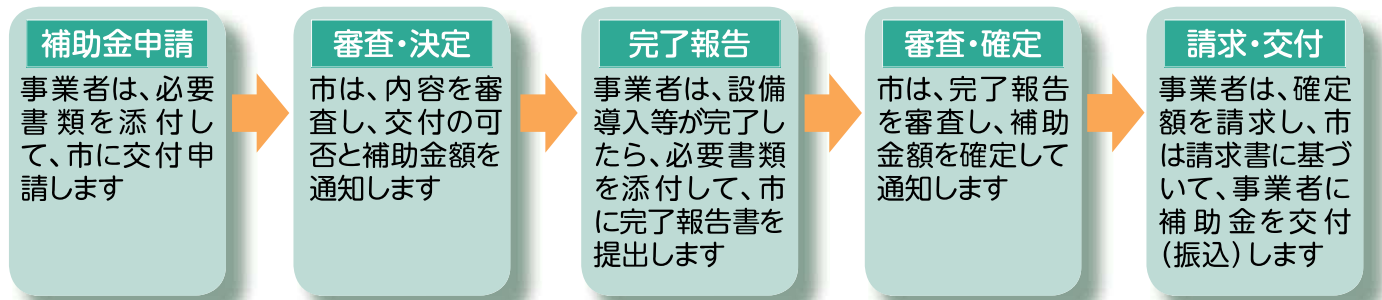 補助金申請
事業者は、必要
書類を添付し
て、市に交付申
請します
審査・決定
市は、内容を審
査し、交付の可
否と補助金額を
通知します
完了報告
事業者は、設備
導入等が完了し
たら、必要書類
を添付して、市
に完了報告書を
提出します
審査・確定
市は、完了報告
を審査し、補助
金額を確定して
通知します
請求・交付
事業者は、確定
額を請求し、市
は請求書に基づ
いて、事業者に
補助金を交付
（振込）します